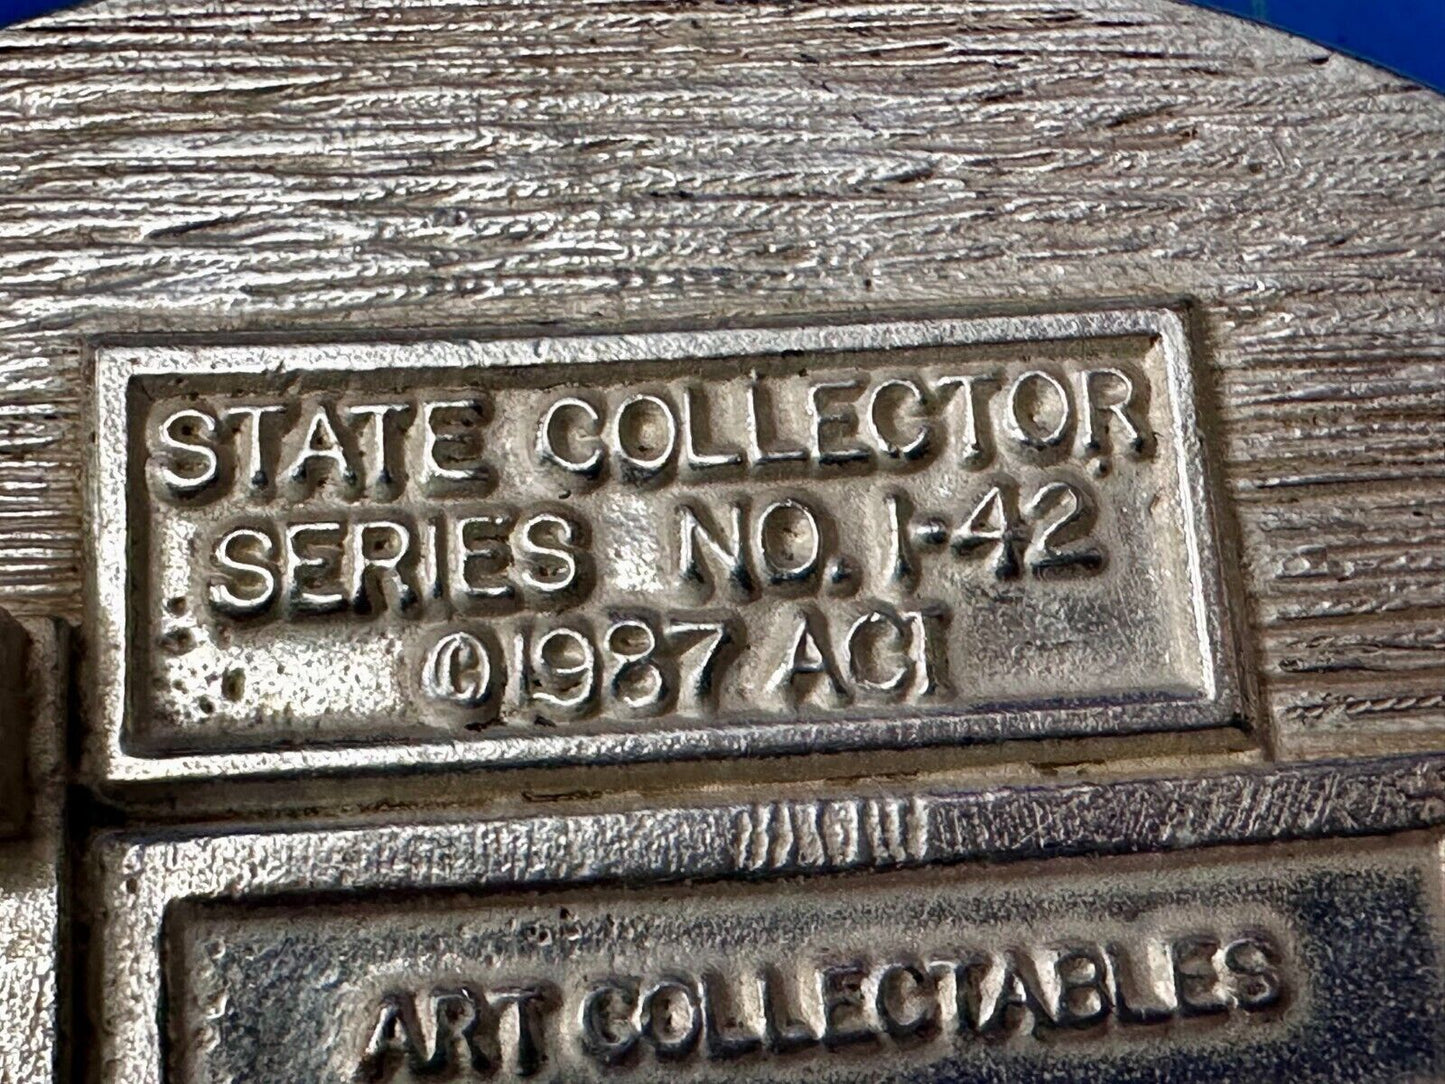 STATE COLLECTOR
SERIES NO. 1-42
©1987 ACI
ART COLLECTABLES